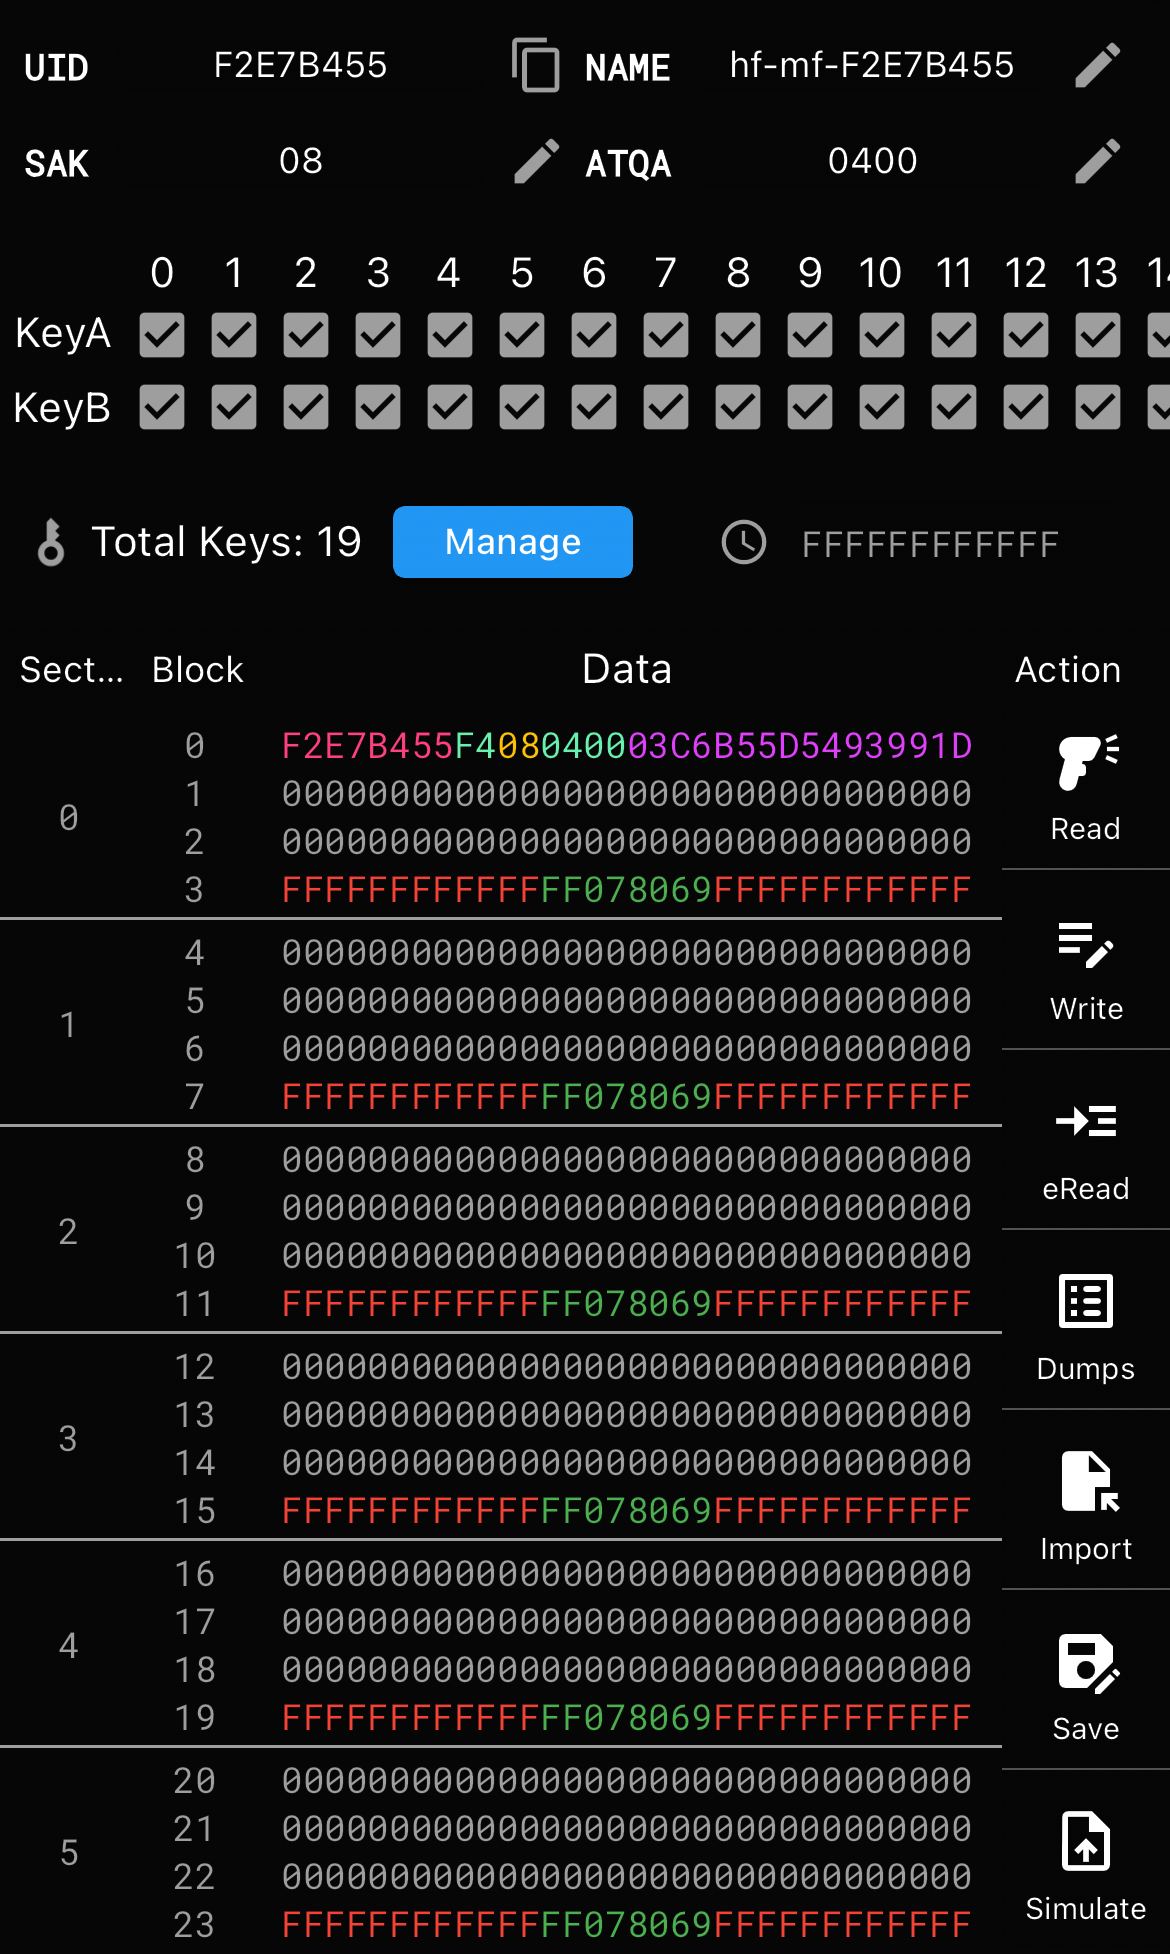 UID F2E7B455 NAME hf-mf-F2E7B455
SAK 08 ATQA 0400
0 1 2 3 4 5 6 7 8 9 10 11 12 13
KeyA
KeyB
Total Keys: 19 Manage FFFFFFFFFFFF
Sect... Block Data Action
0
0 F2E7B455F408040003C6B55D5493991D
1 00000000000000000000000000000000
2 00000000000000000000000000000000
3 FFFFFFFFFFFFFF078069FFFFFFFFFFFF
1
4 00000000000000000000000000000000
5 00000000000000000000000000000000
6 00000000000000000000000000000000
7 FFFFFFFFFFFFFF078069FFFFFFFFFFFF
2
8 00000000000000000000000000000000
9 00000000000000000000000000000000
10 00000000000000000000000000000000
11 FFFFFFFFFFFFFF078069FFFFFFFFFFFF
3
12 00000000000000000000000000000000
13 00000000000000000000000000000000
14 00000000000000000000000000000000
15 FFFFFFFFFFFFFF078069FFFFFFFFFFFF
4
16 00000000000000000000000000000000
17 00000000000000000000000000000000
18 00000000000000000000000000000000
19 FFFFFFFFFFFFFF078069FFFFFFFFFFFF
5
20 00000000000000000000000000000000
21 00000000000000000000000000000000
22 00000000000000000000000000000000
23 FFFFFFFFFFFFFF078069FFFFFFFFFFFF
Read
Write
eRead
Dumps
Import
Save
Simulate